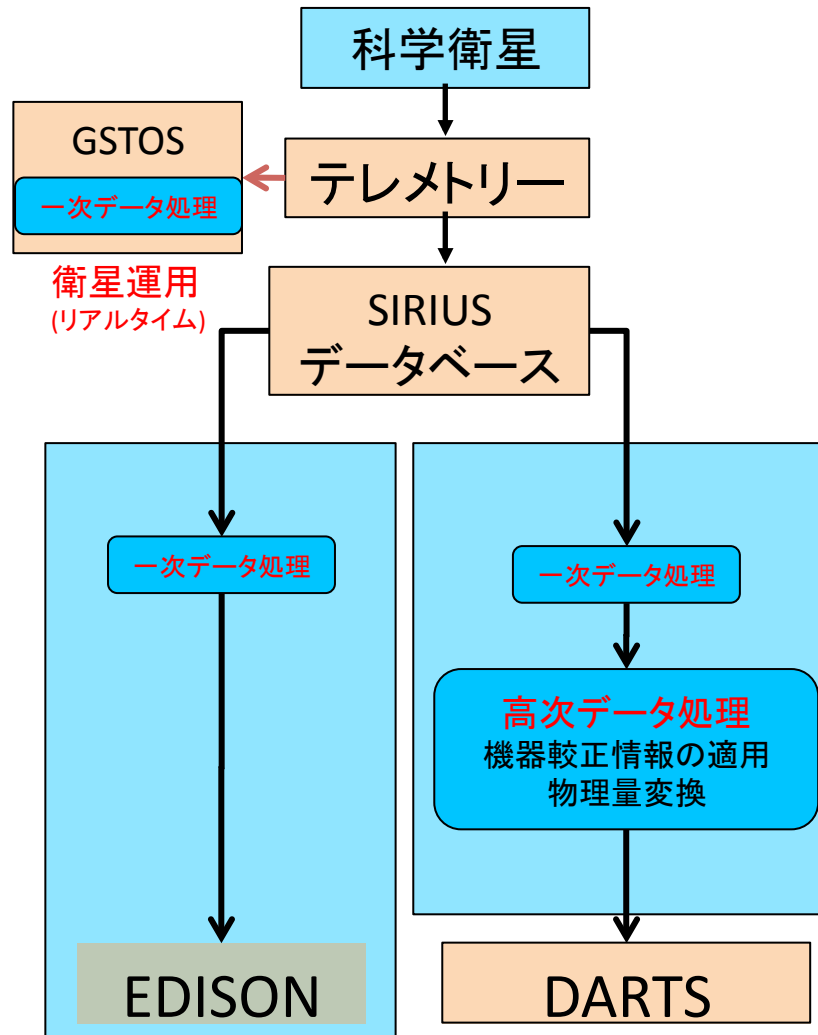 科学衛星
GSTOS
一次データ処理
テレメトリー
衛星運用
(リアルタイム)
SIRIUS
データベース
一次データ処理
一次データ処理
高次データ処理
機器較正情報の適用
物理量変換
EDISON
DARTS